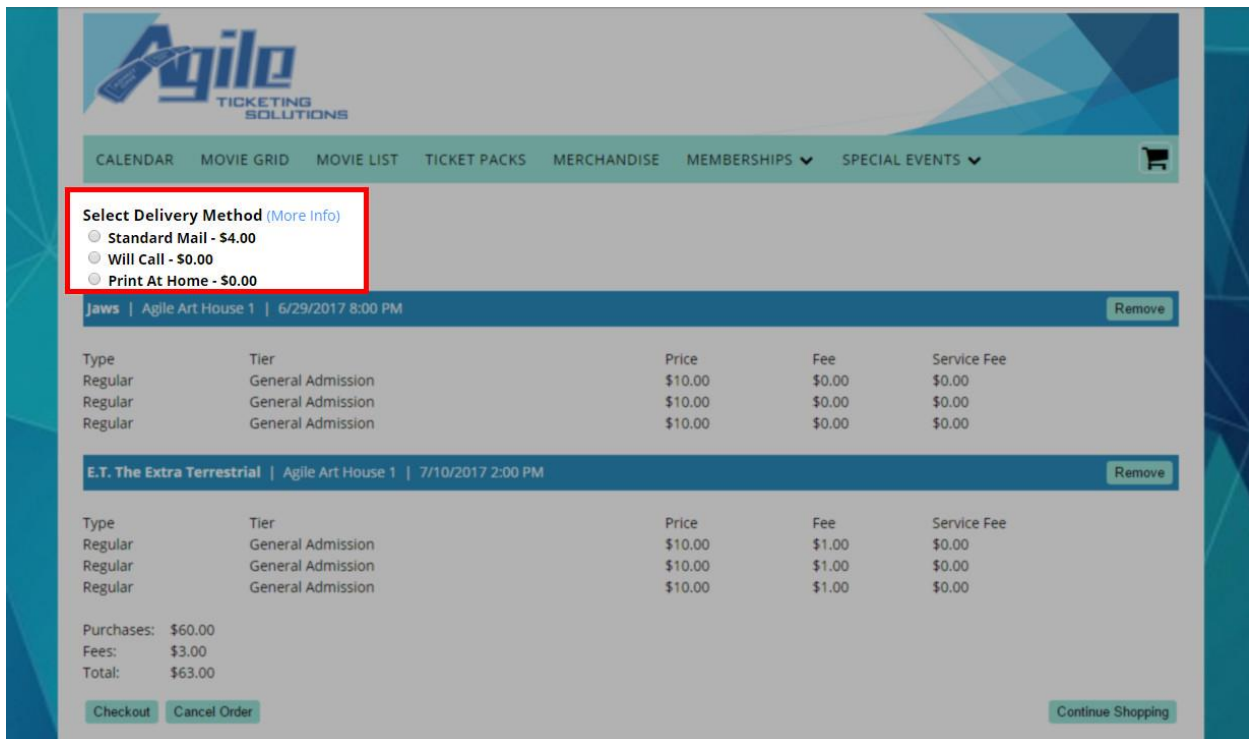 Agile
TICKETING
SOLUTIONS
CALENDAR MOVIE GRID MOVIE LIST TICKET PACKS MERCHANDISE MEMBERSHIPS SPECIAL EVENTS
Select Delivery Method (More Info)
Standard Mail - $4.00
Will Call - $0.00
Print At Home - $0.00
Jaws | Agile Art House 1 | 6/29/2017 8:00 PM Remove
Type Tier Price Fee Service Fee
Regular General Admission $10.00 $0.00 $0.00
Regular General Admission $10.00 $0.00 $0.00
Regular General Admission $10.00 $0.00 $0.00
E.T. The Extra Terrestrial | Agile Art House 1 | 7/10/2017 2:00 PM Remove
Type Tier Price Fee Service Fee
Regular General Admission $10.00 $1.00 $0.00
Regular General Admission $10.00 $1.00 $0.00
Regular General Admission $10.00 $1.00 $0.00
Purchases: $60.00
Fees: $3.00
Total: $63.00
Checkout Cancel Order Continue Shopping